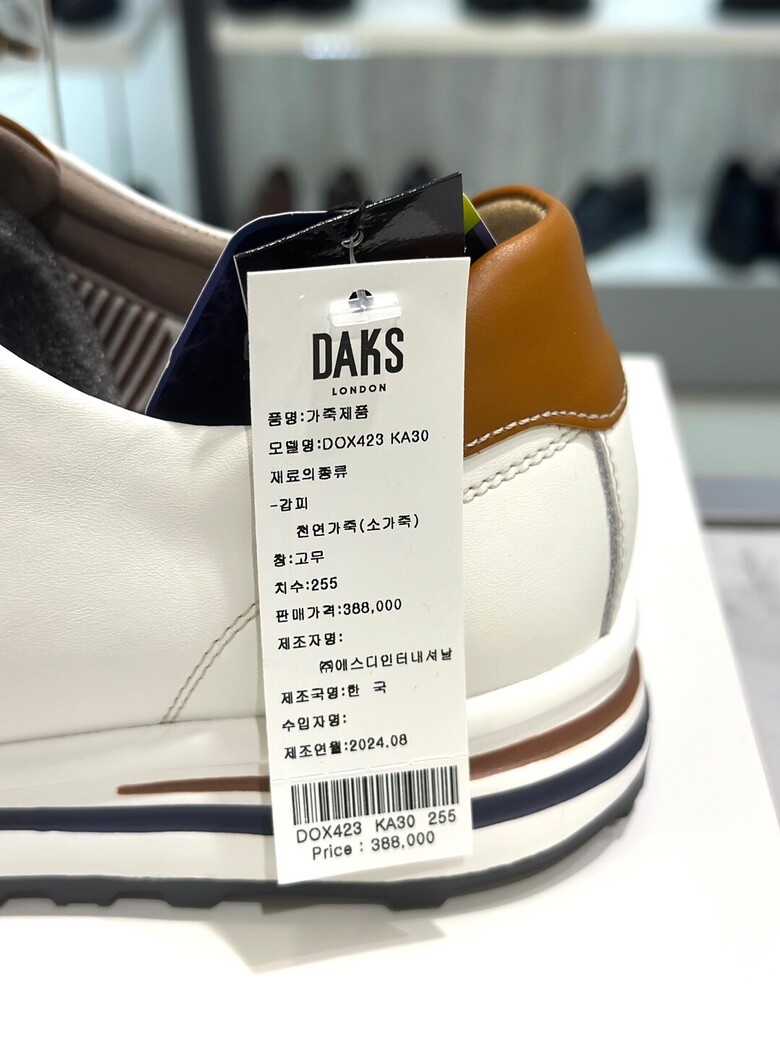 DAKS
LONDON
품명:가죽제품
모델명:DOX423 KA30
재료의종류
-갑피
천연가죽(소가죽)
창:고무
치수:255
판매가격:388,000
제조자명:
㈜에스디인터내셔날
제조국명:한 국
수입자명:
제조연월:2024.08
DOX423 KA30 255
Price : 388,000